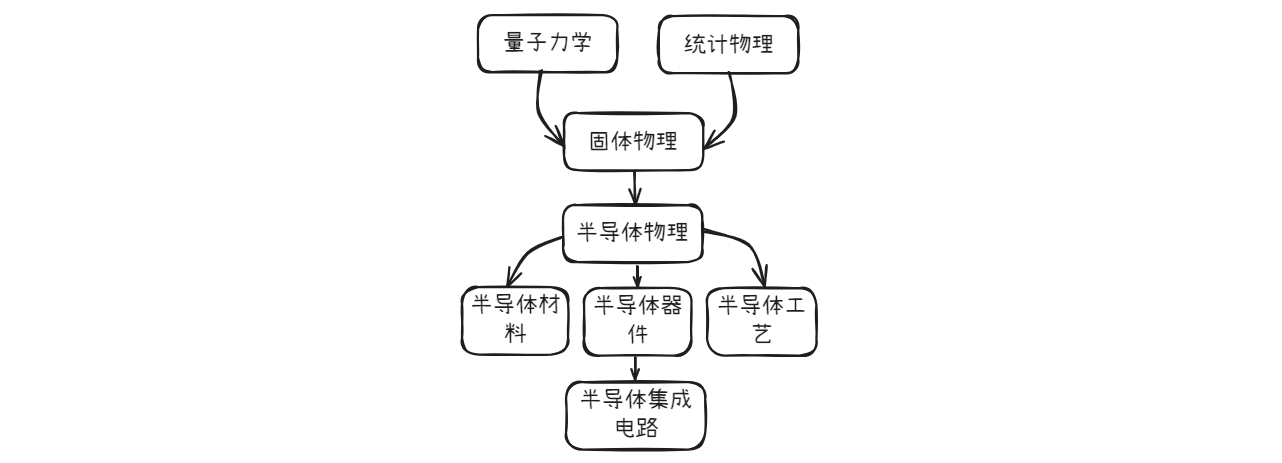 量子力学
统计物理
固体物理
半导体物理
半导体材
料
半导体器
件
半导体工
艺
半导体集成
电路